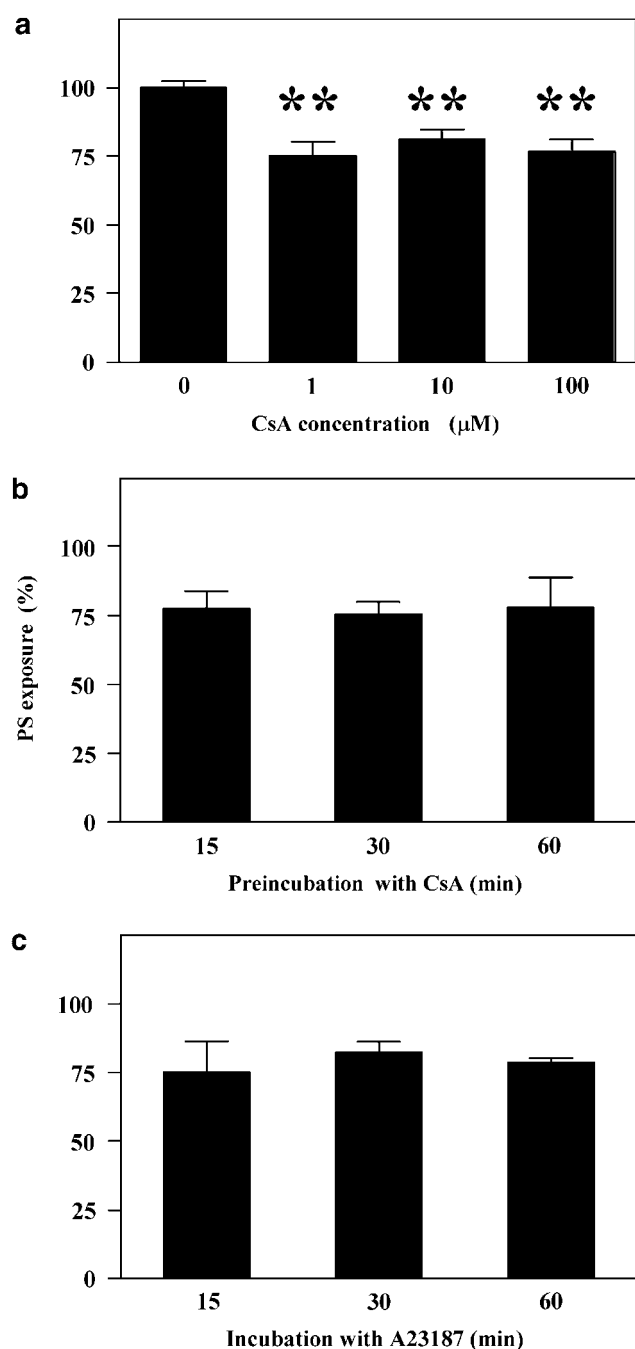 a
100
75
50
25
0
** ** **
0 1 10 100
CsA concentration (μM)
b
PS exposure (%)
100
75
50
25
0
15 30 60
Preincubation with CsA (min)
c
100
75
50
25
0
15 30 60
Incubation with A23187 (min)